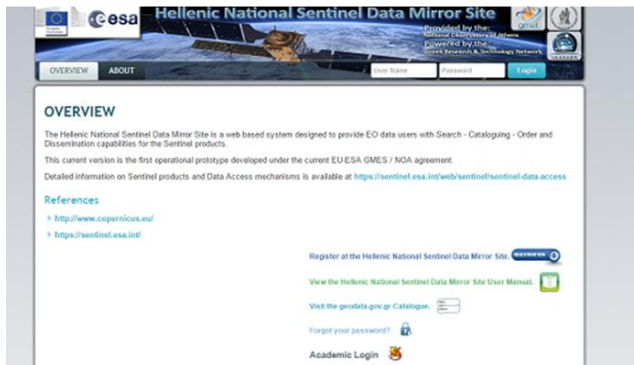 esa
Hellenic National Sentinel Data Mirror Site
Provided by the:
National Observatory of Athens
Powered by the:
Greek Research & Technology Network
OVERVIEW ABOUT User Name Password Login
OVERVIEW
The Hellenic National Sentinel Data Mirror Site is a web based system designed to provide EO data users with Search - Cataloguing - Order and
Dissemination capabilities for the Sentinel products.
This current version is the first operational prototype developed under the current EU-ESA GMES / NOA agreement.
Detailed information on Sentinel products and Data Access mechanisms is available at https://sentinel.esa.int/web/sentinel/sentinel-data-access
References
http://www.copernicus.eu/
https://sentinel.esa.int/
Register at the Hellenic National Sentinel Data Mirror Site. REGISTRATION
View the Hellenic National Sentinel Data Mirror Site User Manual.
Visit the geodata.gov.gr Catalogue.
Forgot your password?
Academic Login